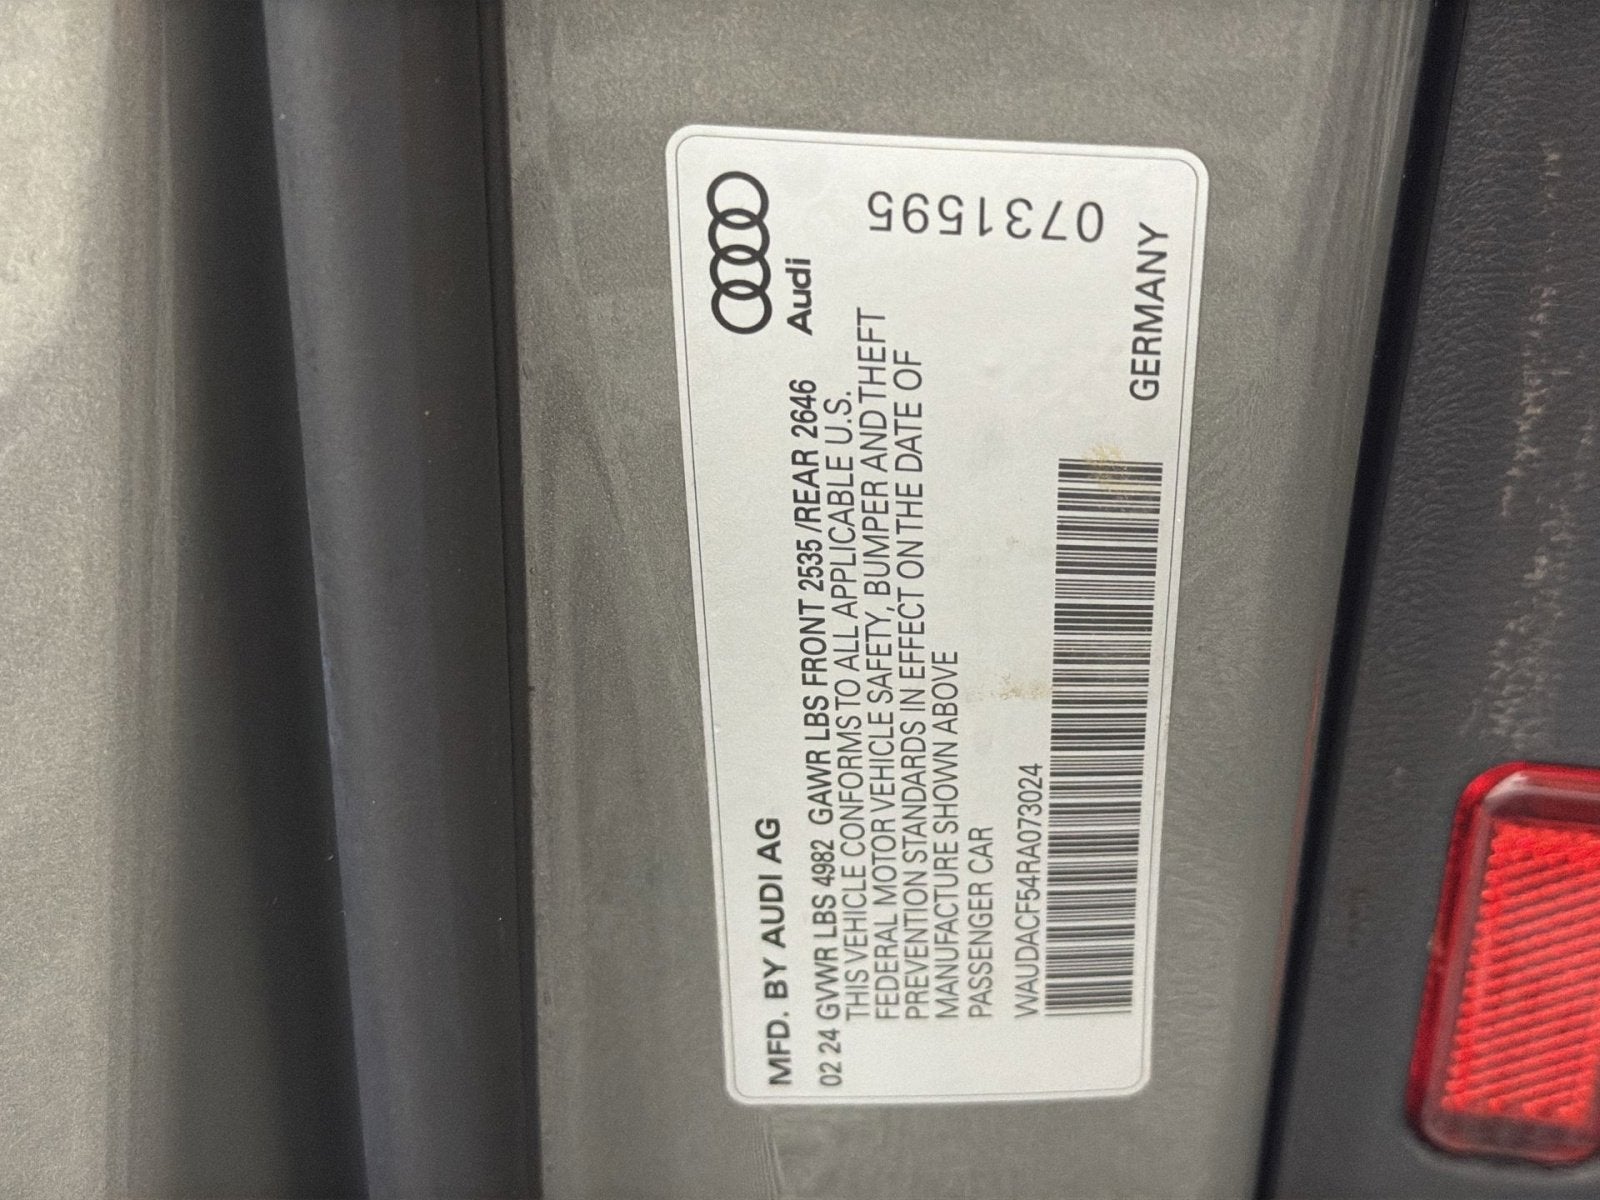 MFD. BY AUDI AG
Audi
02 24 GVWR LBS 4982 GAWR LBS FRONT 2535 /REAR 2646
THIS VEHICLE CONFORMS TO ALL APPLICABLE U.S.
FEDERAL MOTOR VEHICLE SAFETY, BUMPER AND THEFT
PREVENTION STANDARDS IN EFFECT ON THE DATE OF
MANUFACTURE SHOWN ABOVE
PASSENGER CAR
0731595
WAUDACF54RA073024
GERMANY